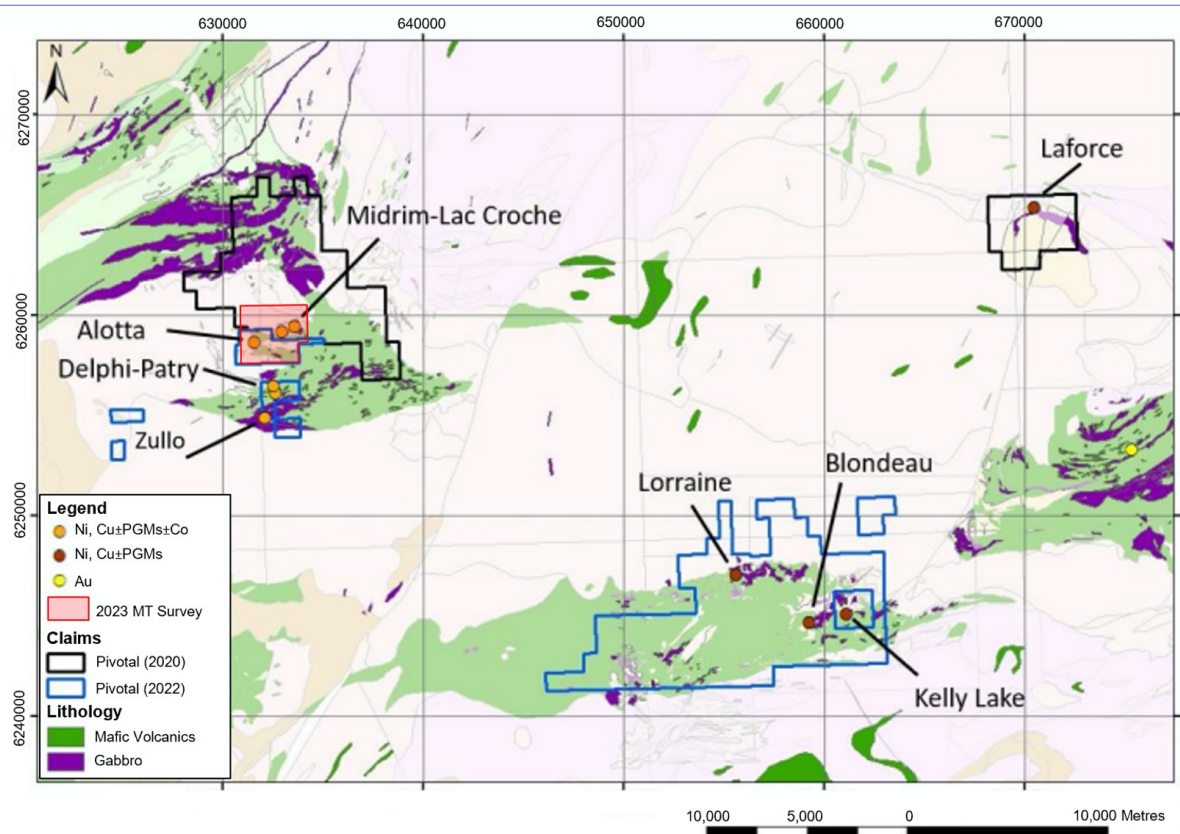 630000
640000
650000
660000
670000
N
6270000
6260000
6250000
6240000
Laforce
Midrim-Lac Croche
Alotta
Delphi-Patry
Zullo
Blondeau
Lorraine
Kelly Lake
Legend
Ni, Cu±PGMs±Co
Ni, Cu±PGMs
Au
2023 MT Survey
Claims
Pivotal (2020)
Pivotal (2022)
Lithology
Mafic Volcanics
Gabbro
10,000 5,000 0 10,000 Metres